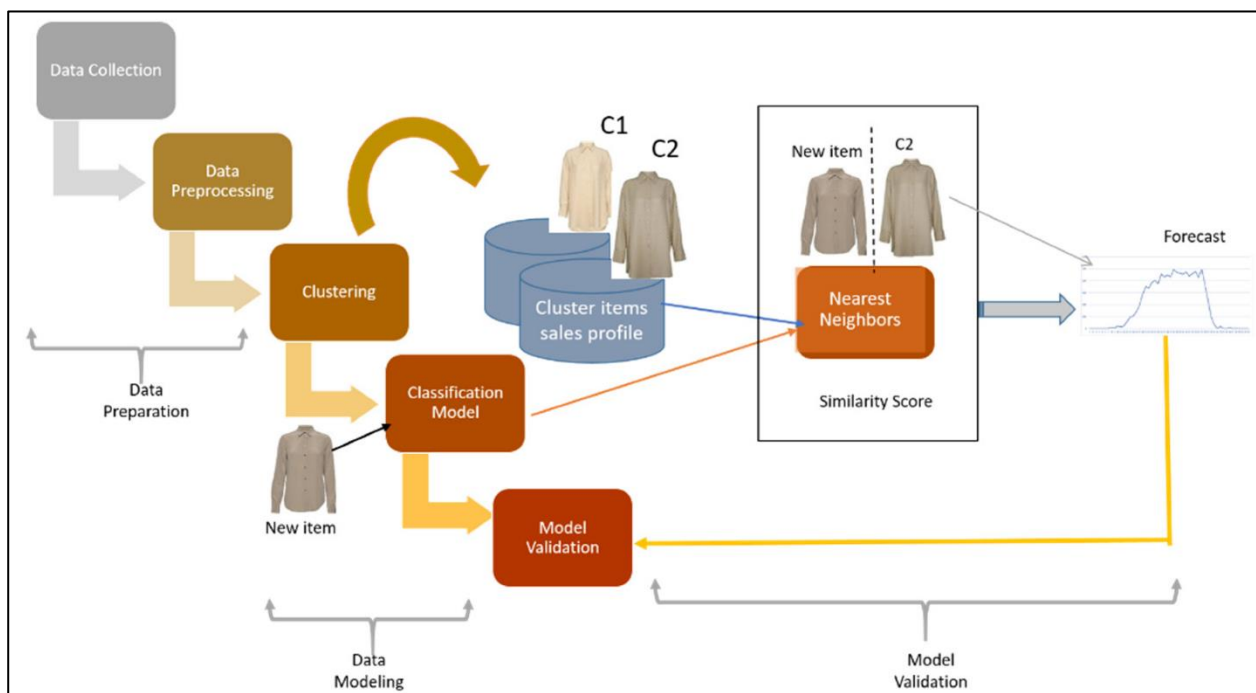 Data Collection
Data
Preprocessing
Clustering
Classification
Model
Model
Validation
New item
Data
Preparation
Data
Modeling
C1
C2
Cluster items
sales profile
New item
C2
Nearest
Neighbors
Similarity Score
Forecast
Model
Validation